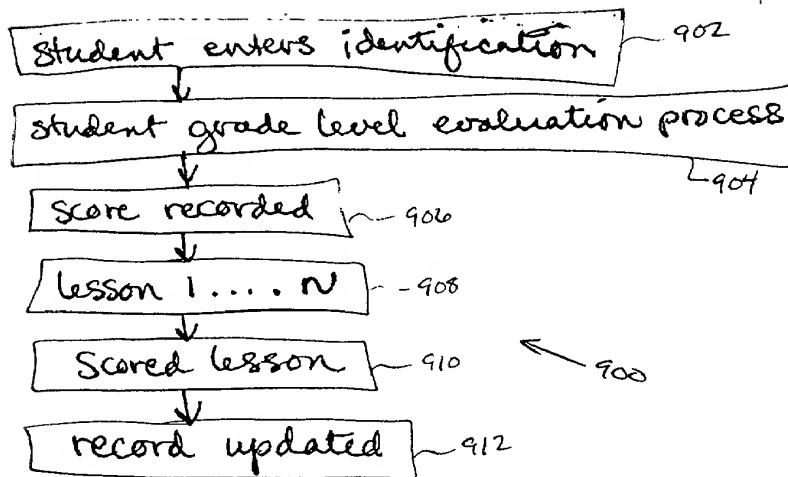 student enters identification 902
student grade level evaluation process
904
score recorded 906
lesson 1 .... N 908
Scored lesson 910
900
record updated 912